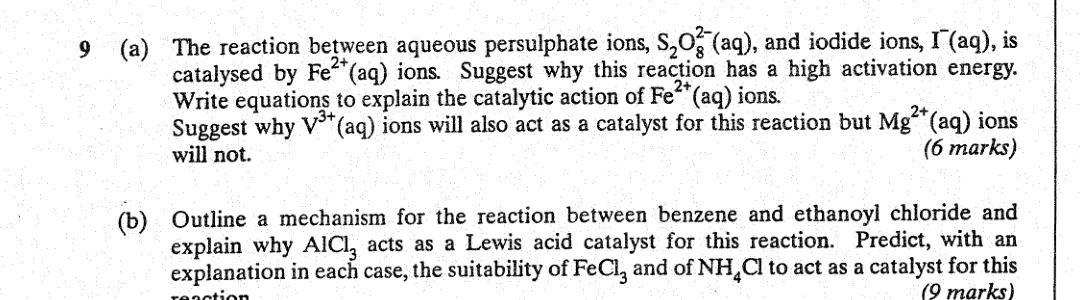 9 (a) The reaction between aqueous persulphate ions, S₂O₈²⁻(aq), and iodide ions, I⁻(aq), is
catalysed by Fe²⁺(aq) ions. Suggest why this reaction has a high activation energy.
Write equations to explain the catalytic action of Fe²⁺(aq) ions.
Suggest why V³⁺(aq) ions will also act as a catalyst for this reaction but Mg²⁺(aq) ions
will not. (6 marks)
(b) Outline a mechanism for the reaction between benzene and ethanoyl chloride and
explain why AlCl₃ acts as a Lewis acid catalyst for this reaction. Predict, with an
explanation in each case, the suitability of FeCl₃ and of NH₄Cl to act as a catalyst for this
reaction (9 marks)